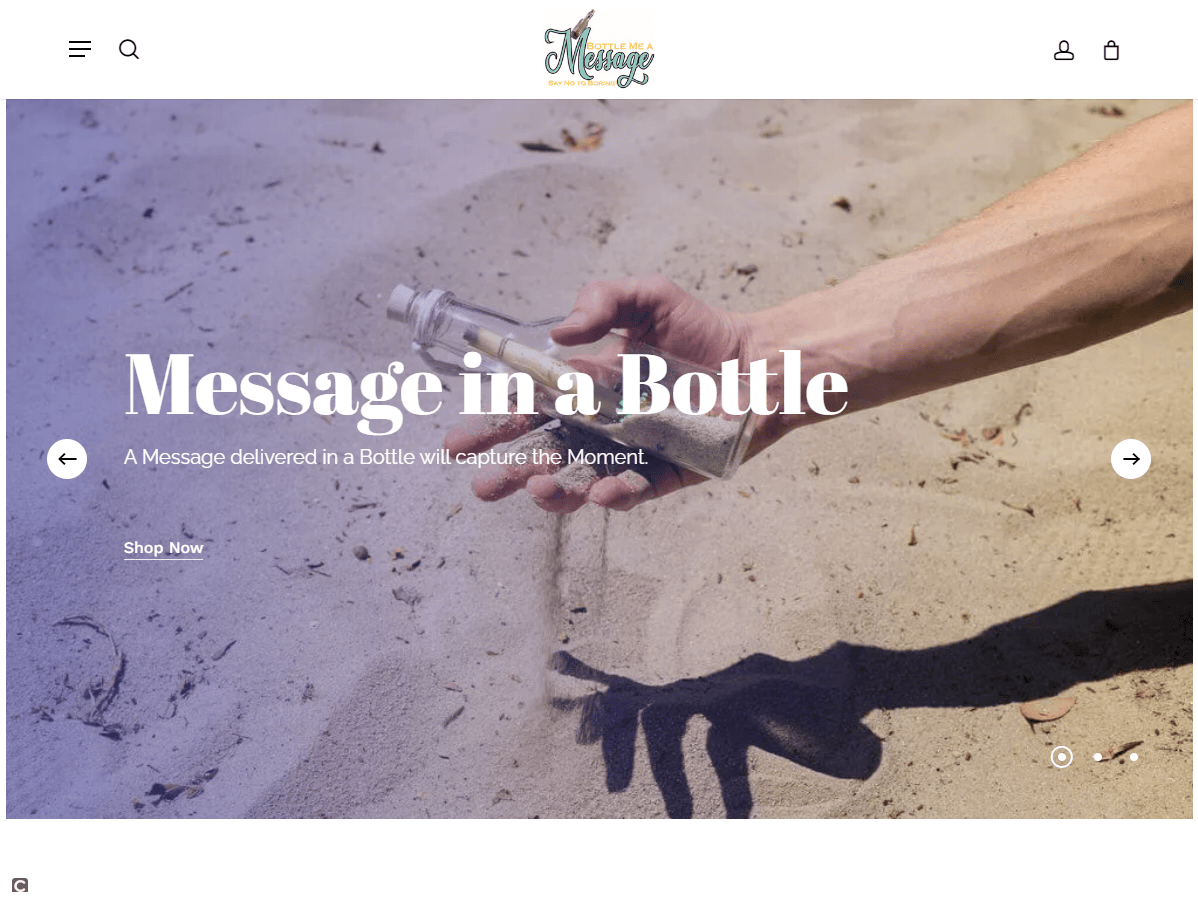 Bottle Me a
Message
Say No to Boring
Message in a Bottle
A Message delivered in a Bottle will capture the Moment.
Shop Now
C